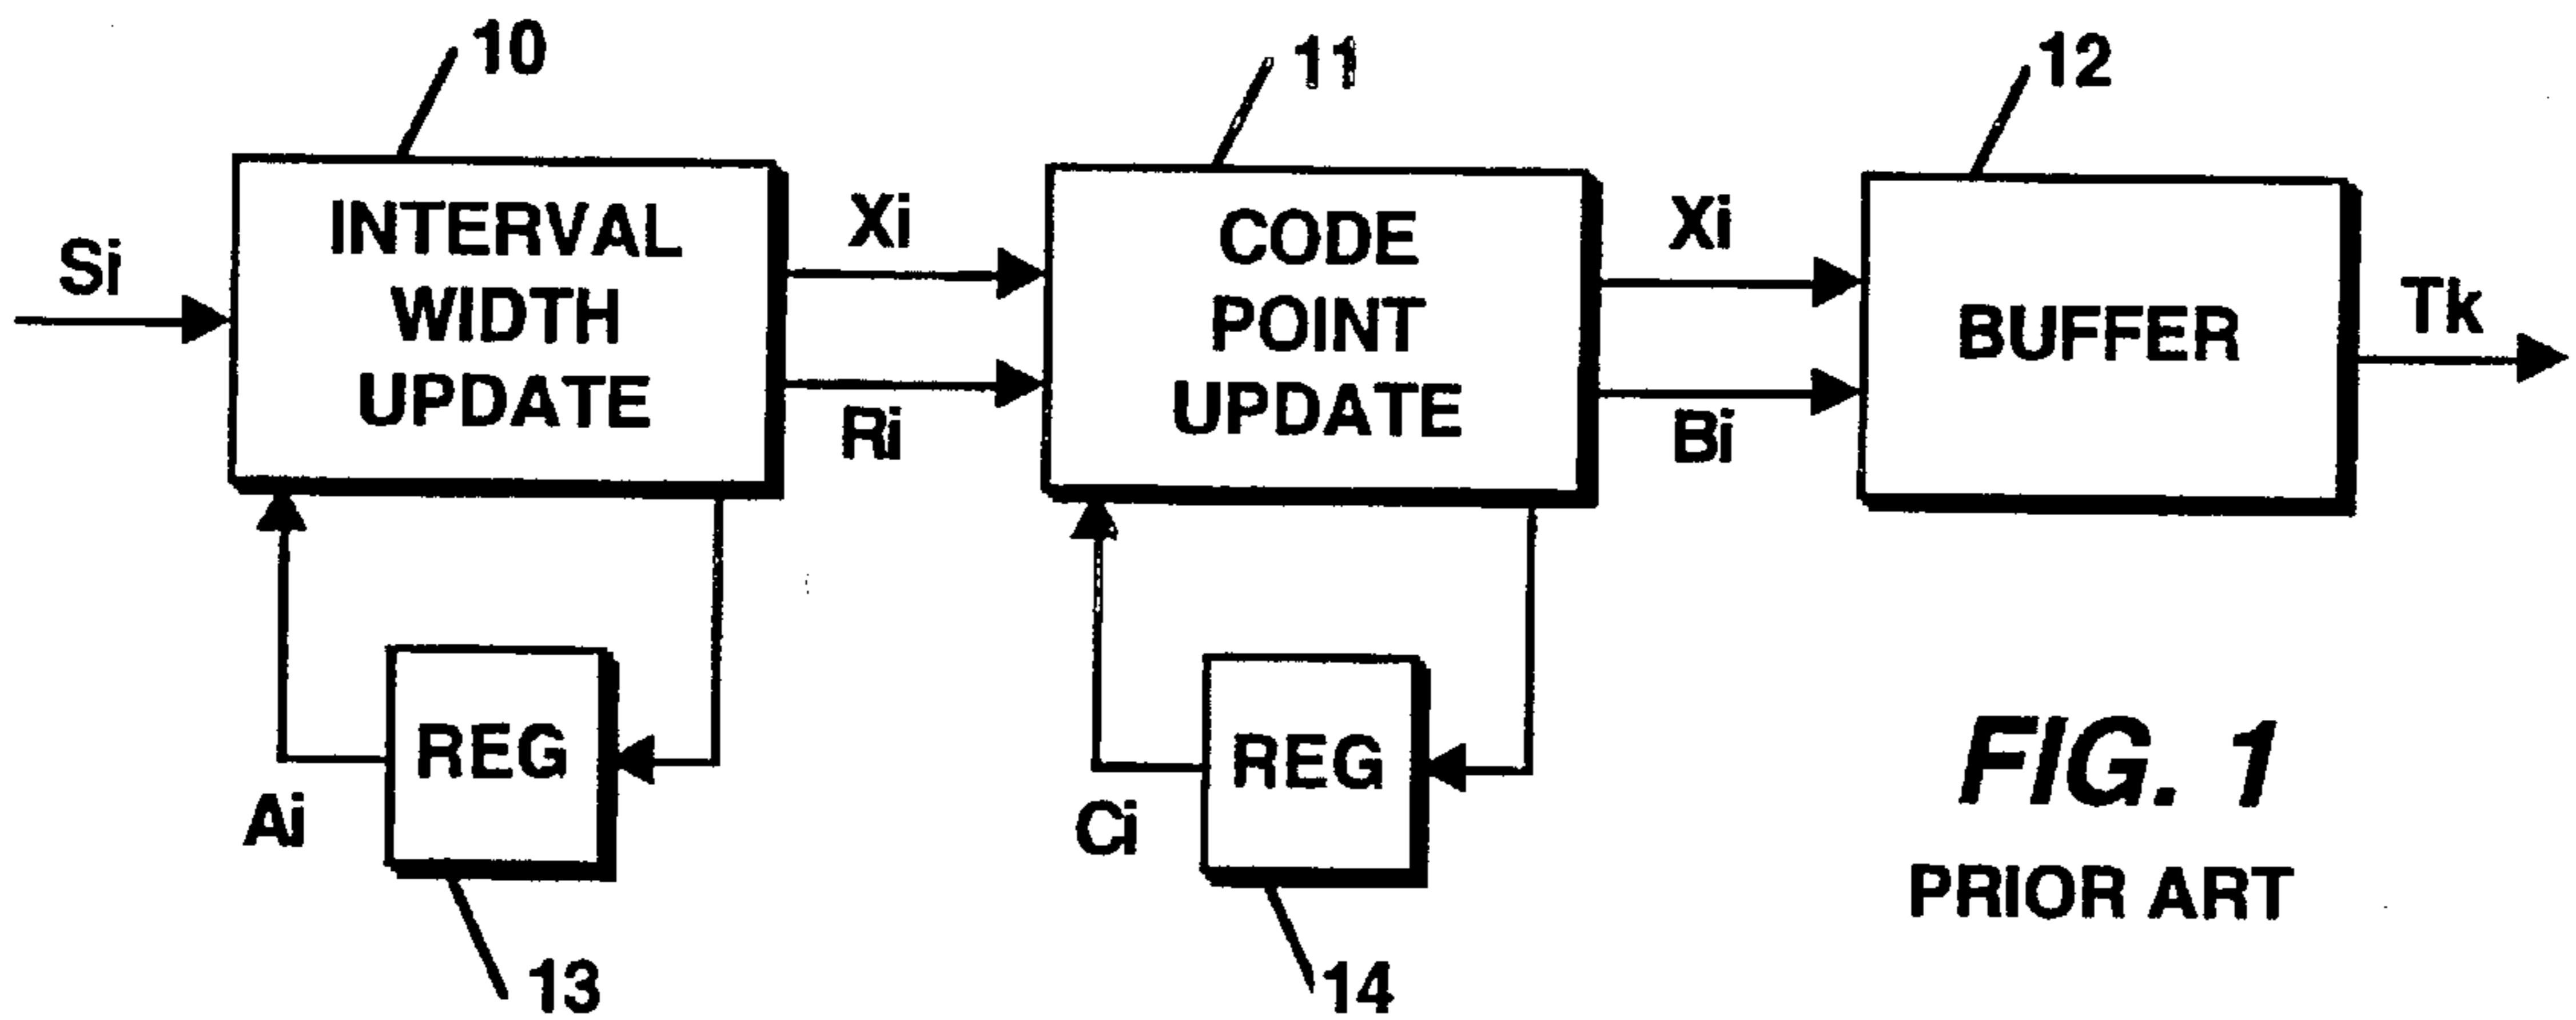 10
11
12
Si
INTERVAL
WIDTH
UPDATE
Xi
Ri
CODE
POINT
UPDATE
Xi
Bi
BUFFER
Tk
REG
Ai
13
REG
Ci
14
FIG. 1
PRIOR ART